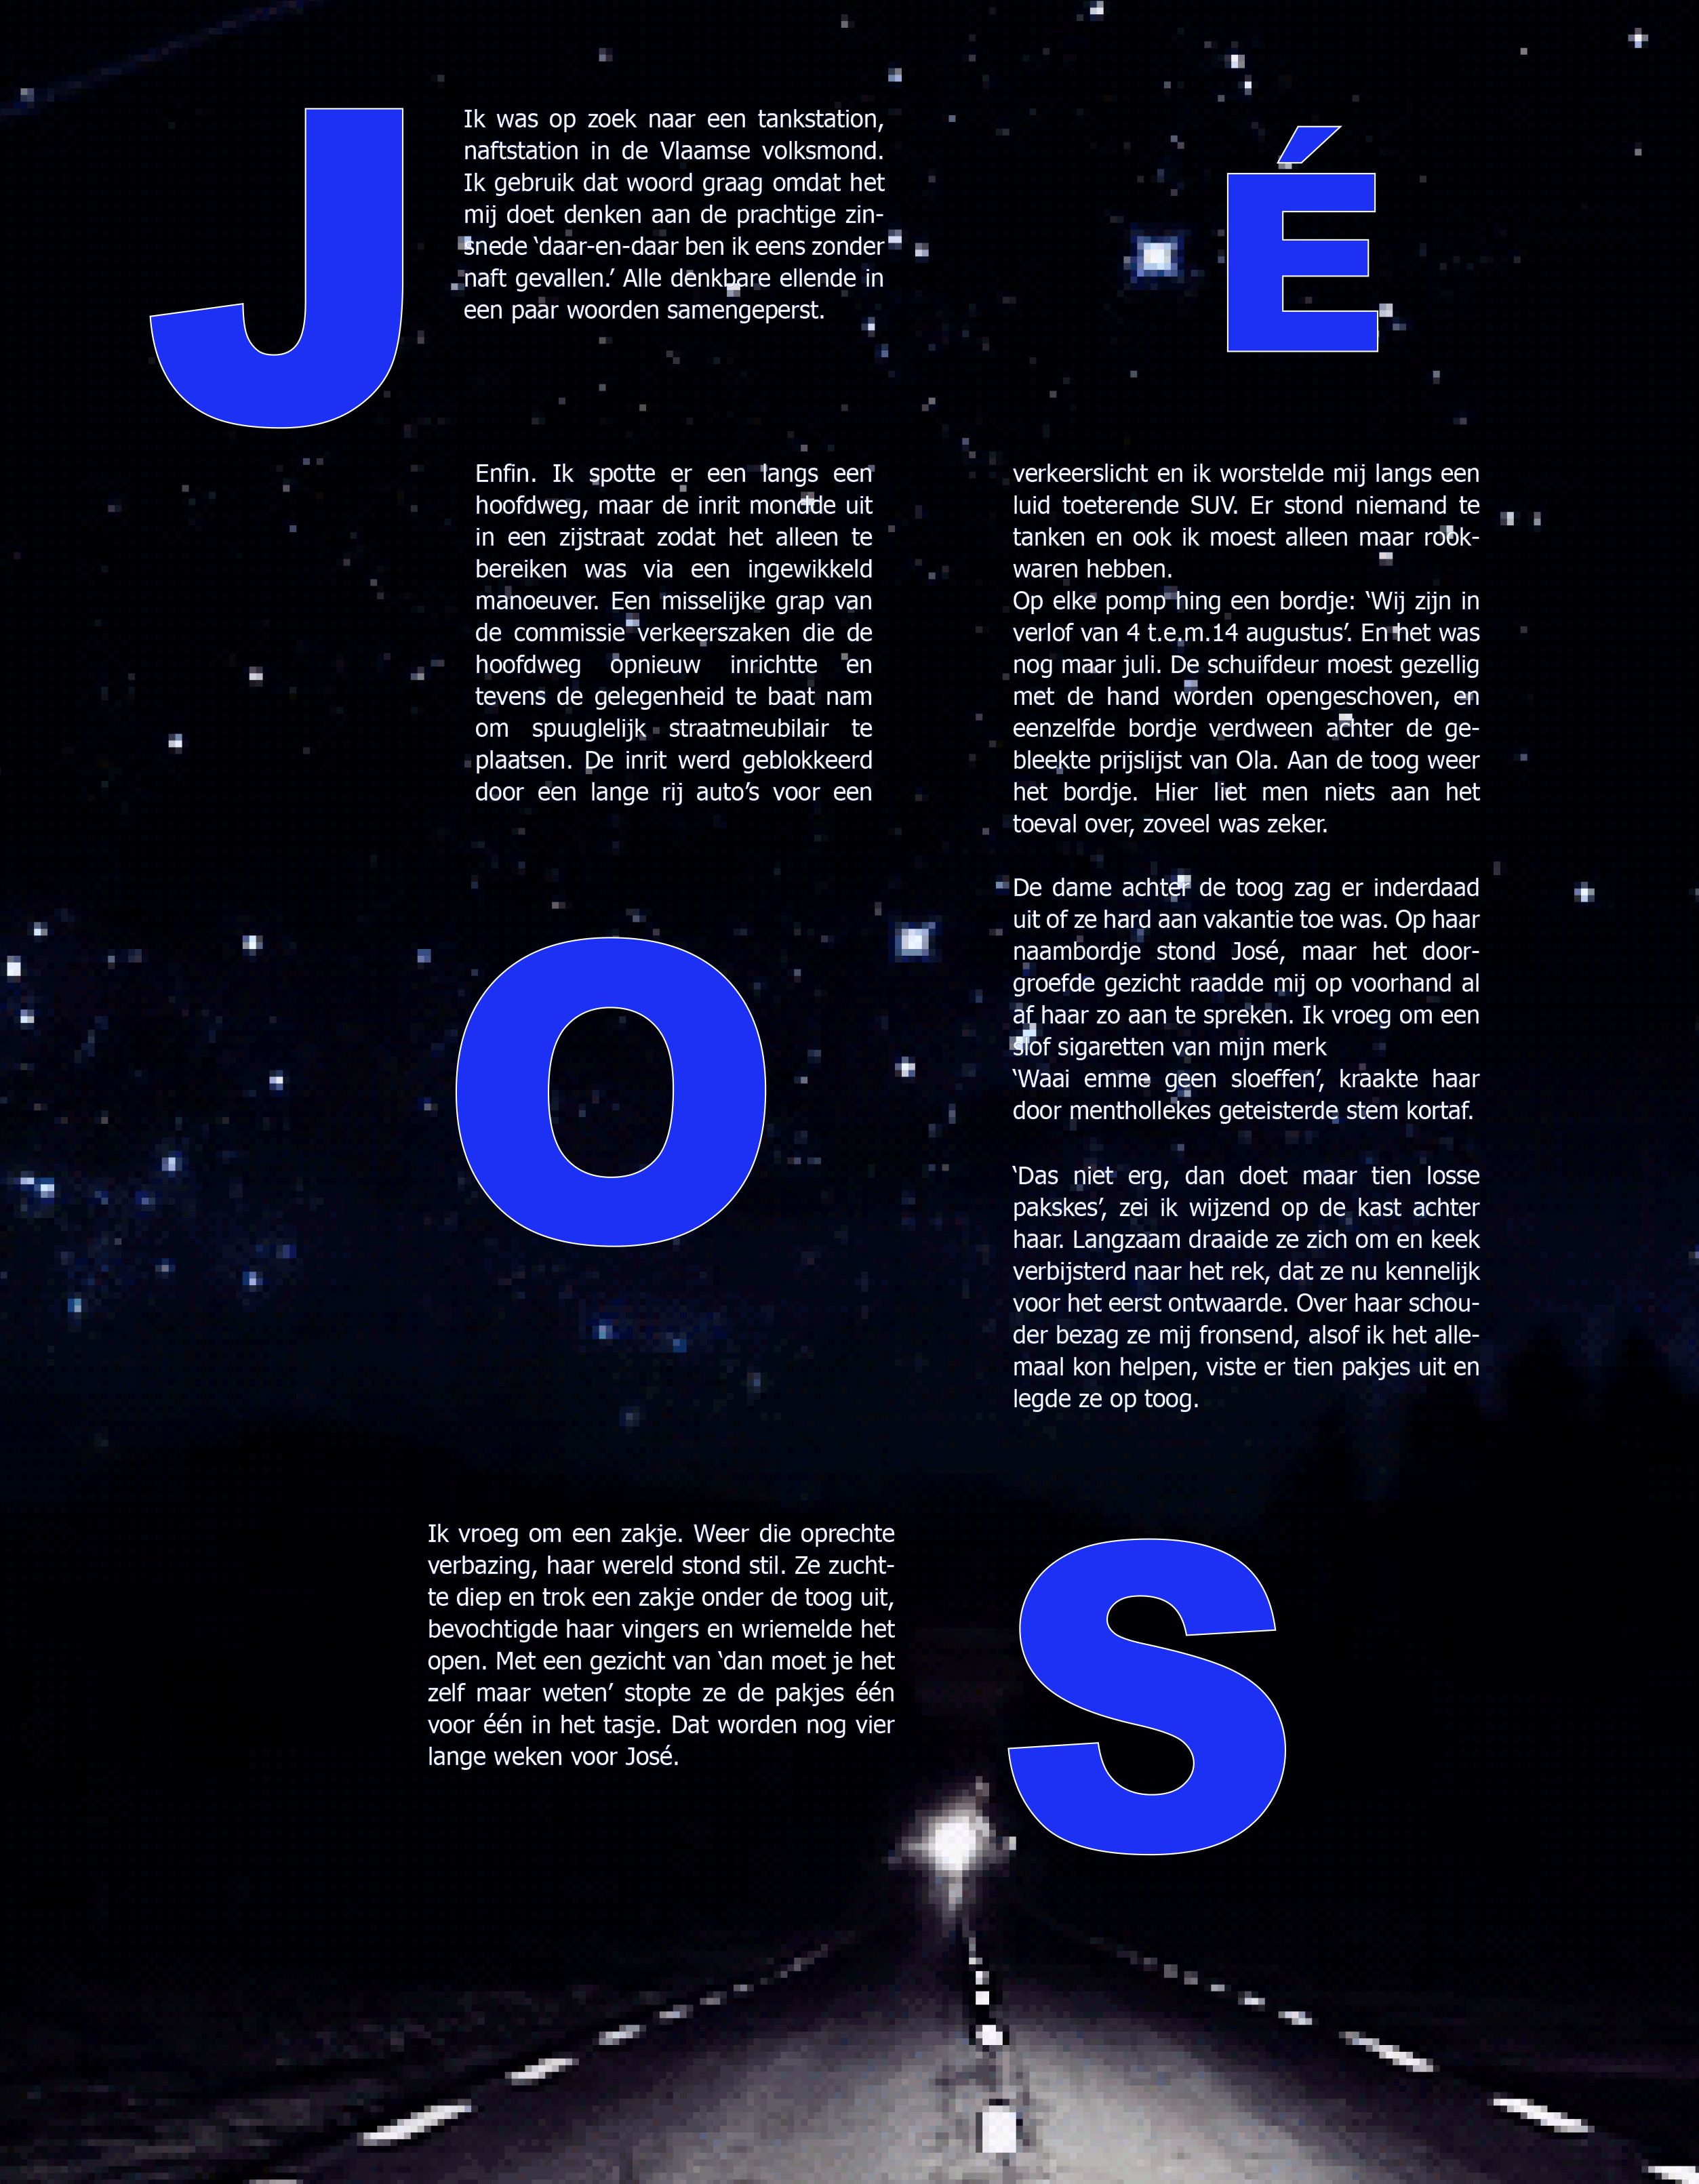 J
Ik was op zoek naar een tankstation,
naftstation in de Vlaamse volksmond.
Ik gebruik dat woord graag omdat het
mij doet denken aan de prachtige zin-
snede ‘daar-en-daar ben ik eens zonder
naft gevallen.’ Alle denkbare ellende in
een paar woorden samengeperst.
Enfin. Ik spotte er een langs een
hoofdweg, maar de inrit mondde uit
in een zijstraat zodat het alleen te
bereiken was via een ingewikkeld
manoeuver. Een misselijke grap van
de commissie verkeerszaken die de
hoofdweg opnieuw inrichtte en
tevens de gelegenheid te baat nam
om spuuglelijk straatmeubilair te
plaatsen. De inrit werd geblokkeerd
door een lange rij auto’s voor een
O
É
verkeerslicht en ik worstelde mij langs een
luid toeterende SUV. Er stond niemand te
tanken en ook ik moest alleen maar rook-
waren hebben.
Op elke pomp hing een bordje: ‘Wij zijn in
verlof van 4 t.e.m.14 augustus’. En het was
nog maar juli. De schuifdeur moest gezellig
met de hand worden opengeschoven, en
eenzelfde bordje verdween achter de ge-
bleekte prijslijst van Ola. Aan de toog weer
het bordje. Hier liet men niets aan het
toeval over, zoveel was zeker.
De dame achter de toog zag er inderdaad
uit of ze hard aan vakantie toe was. Op haar
naambordje stond José, maar het door-
groefde gezicht raadde mij op voorhand al
af haar zo aan te spreken. Ik vroeg om een
slof sigaretten van mijn merk
‘Waai emme geen sloeffen’, kraakte haar
door menthollekes geteisterde stem kortaf.
‘Das niet erg, dan doet maar tien losse
pakskes’, zei ik wijzend op de kast achter
haar. Langzaam draaide ze zich om en keek
verbijsterd naar het rek, dat ze nu kennelijk
voor het eerst ontwaarde. Over haar schou-
der bezag ze mij fronsend, alsof ik het alle-
maal kon helpen, viste er tien pakjes uit en
legde ze op toog.
Ik vroeg om een zakje. Weer die oprechte
verbazing, haar wereld stond stil. Ze zucht-
te diep en trok een zakje onder de toog uit,
bevochtigde haar vingers en wriemelde het
open. Met een gezicht van ‘dan moet je het
zelf maar weten’ stopte ze de pakjes één
voor één in het tasje. Dat worden nog vier
lange weken voor José.
S